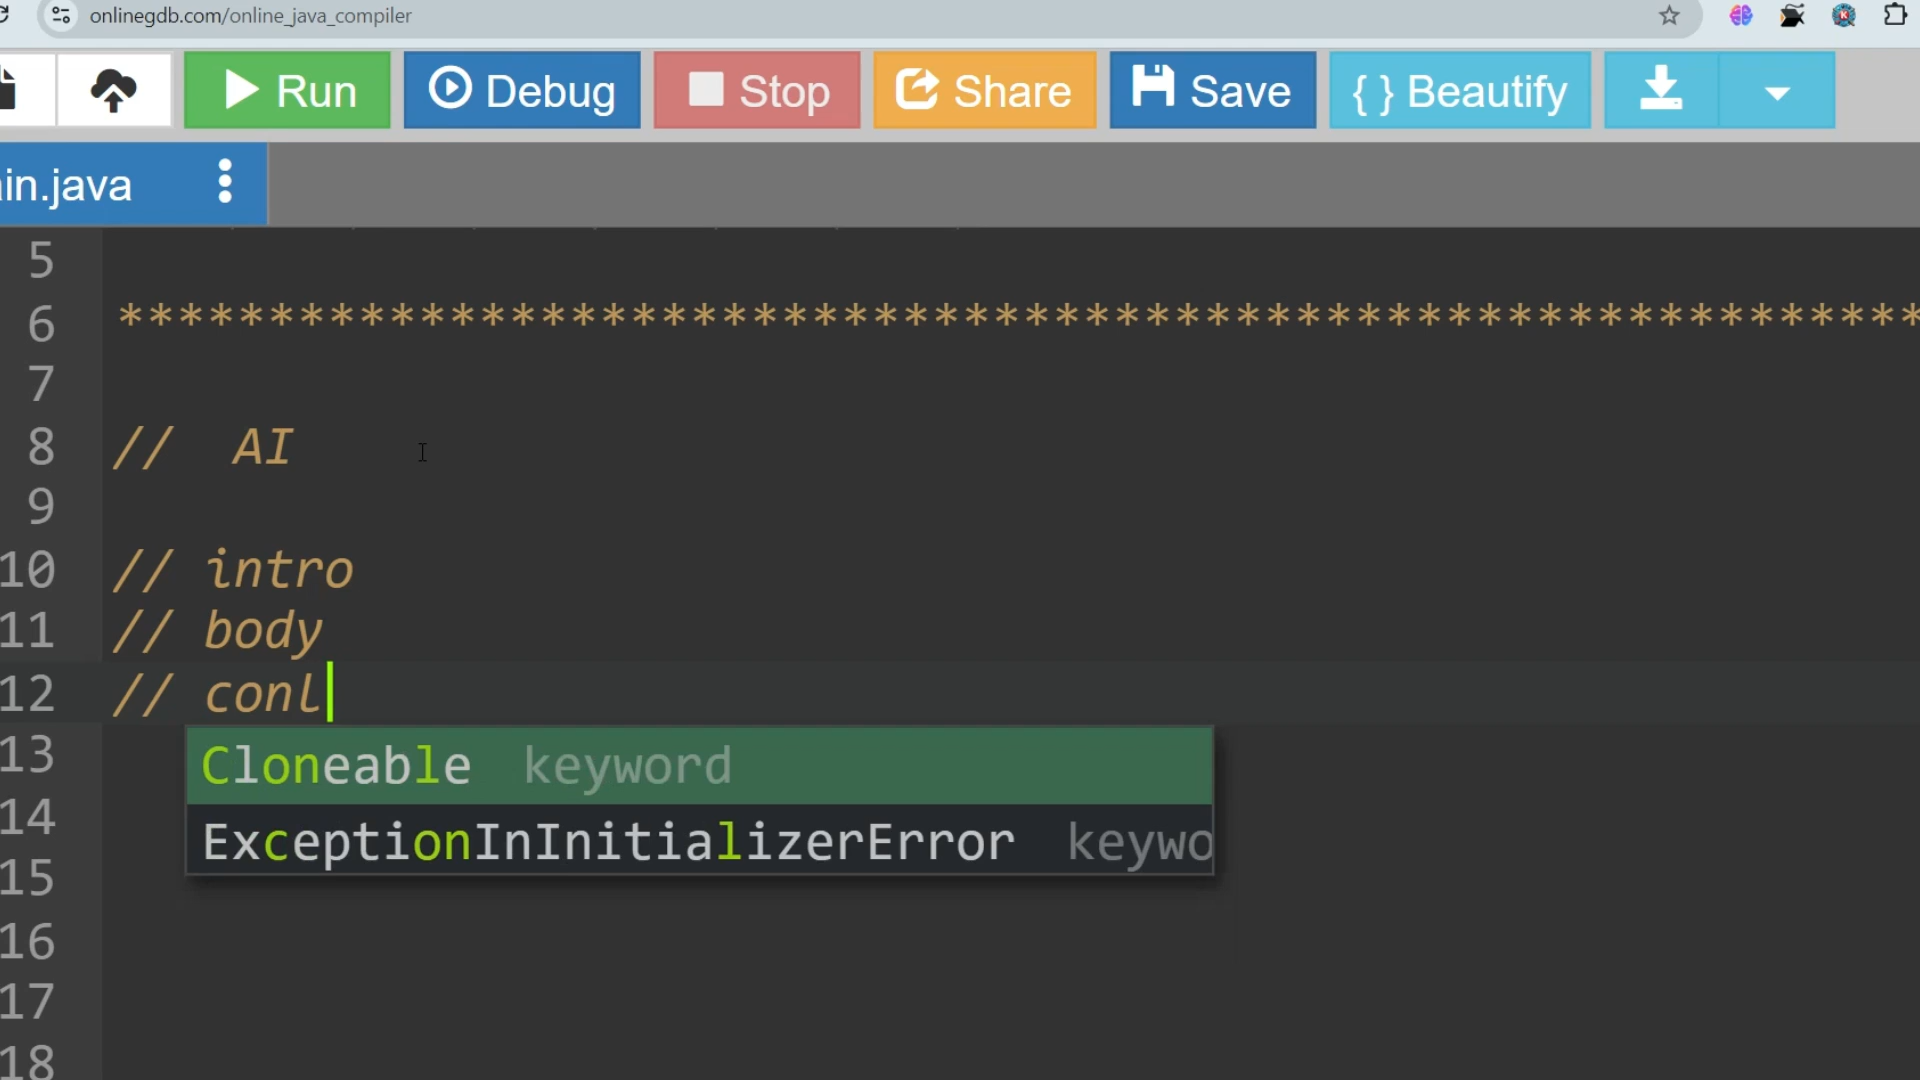 onlinegdb.com/online_java_compiler
Run
Debug
Stop
Share
Save
{ } Beautify
in.java
5
6 ************************************************************
7
8 // AI
9
10 // intro
11 // body
12 // conl
Cloneable keyword
ExceptionInInitializerError keywo
13
14
15
16
17
18